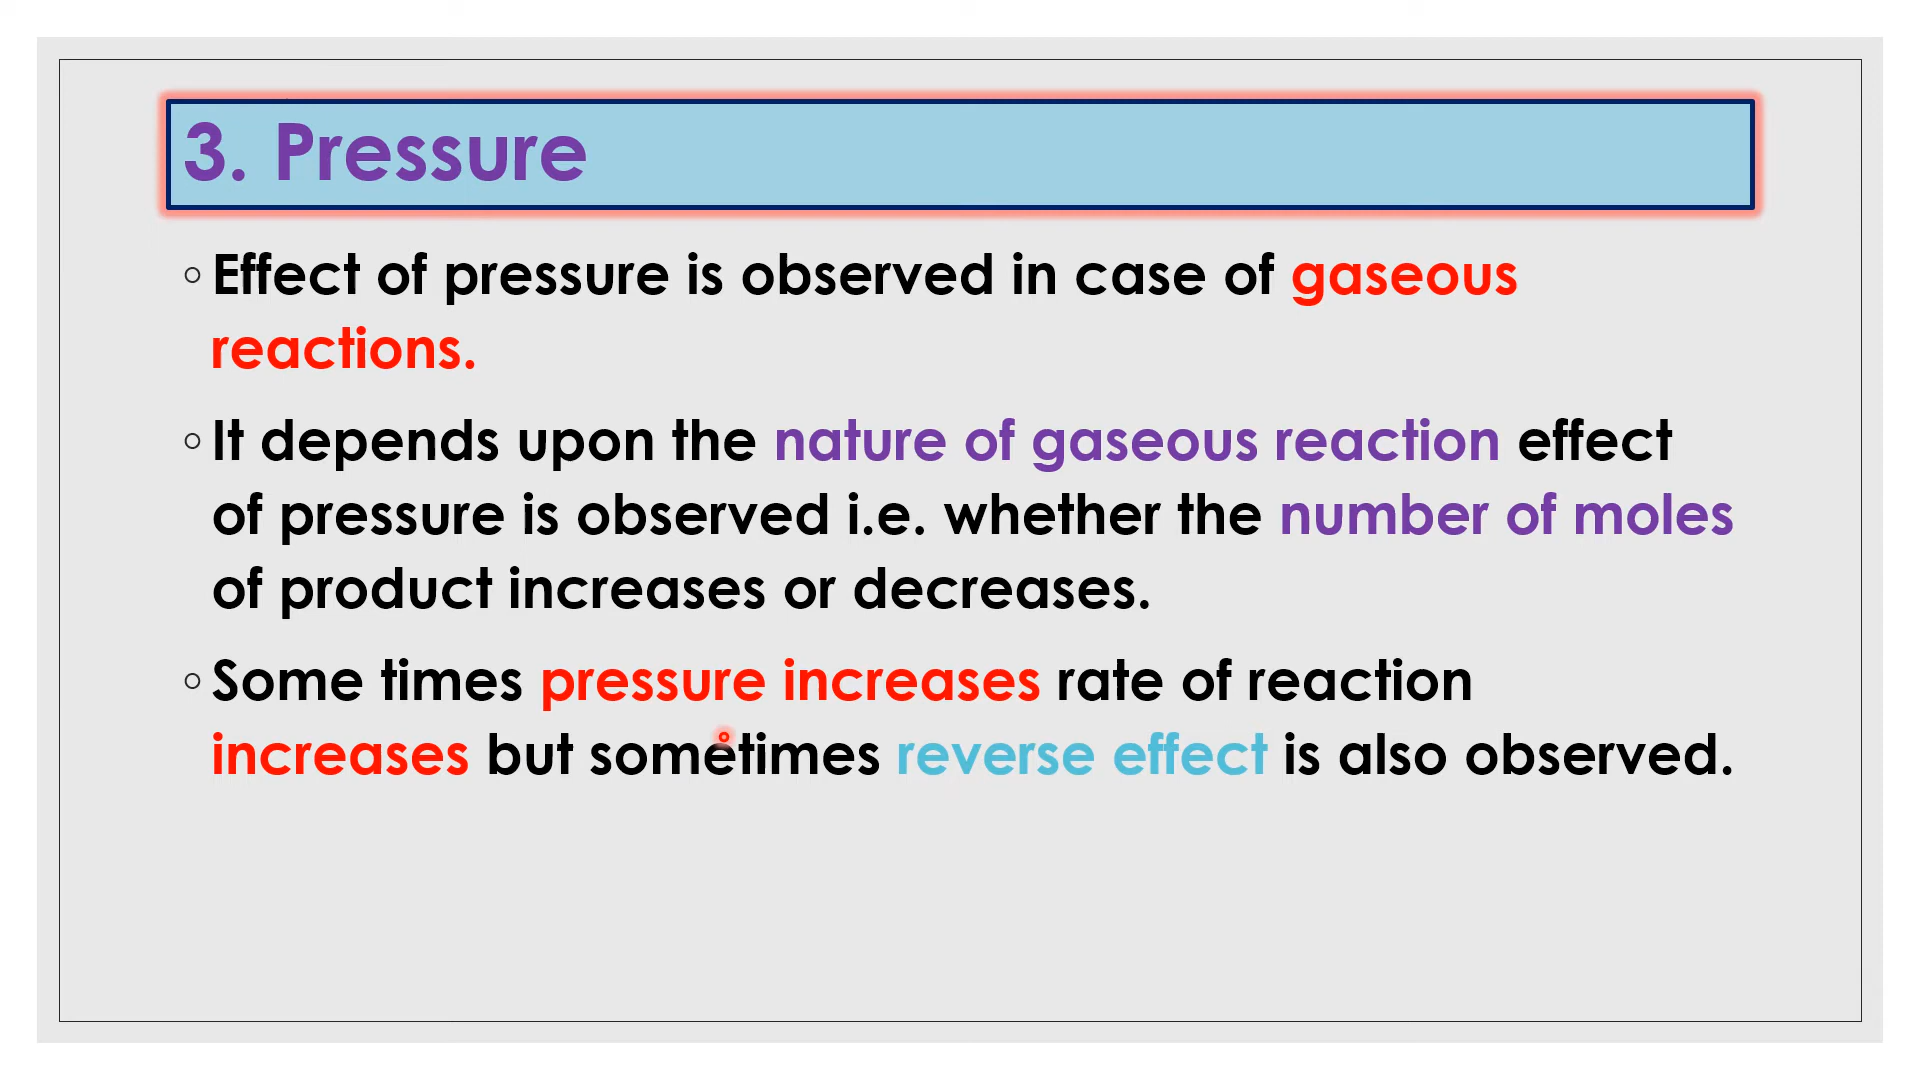 3. Pressure
◦ Effect of pressure is observed in case of gaseous
reactions.
◦ It depends upon the nature of gaseous reaction effect
of pressure is observed i.e. whether the number of moles
of product increases or decreases.
◦ Some times pressure increases rate of reaction
increases but sometimes reverse effect is also observed.